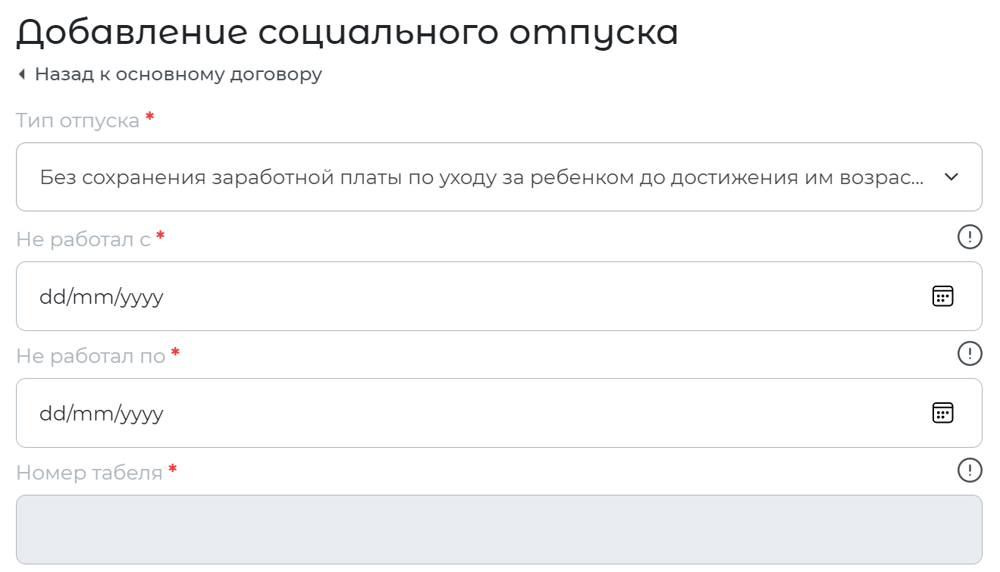 Добавление социального отпуска
Назад к основному договору
Тип отпуска *
Без сохранения заработной платы по уходу за ребенком до достижения им возрас...
Не работал с *
dd/mm/yyyy
Не работал по *
dd/mm/yyyy
Номер табеля *